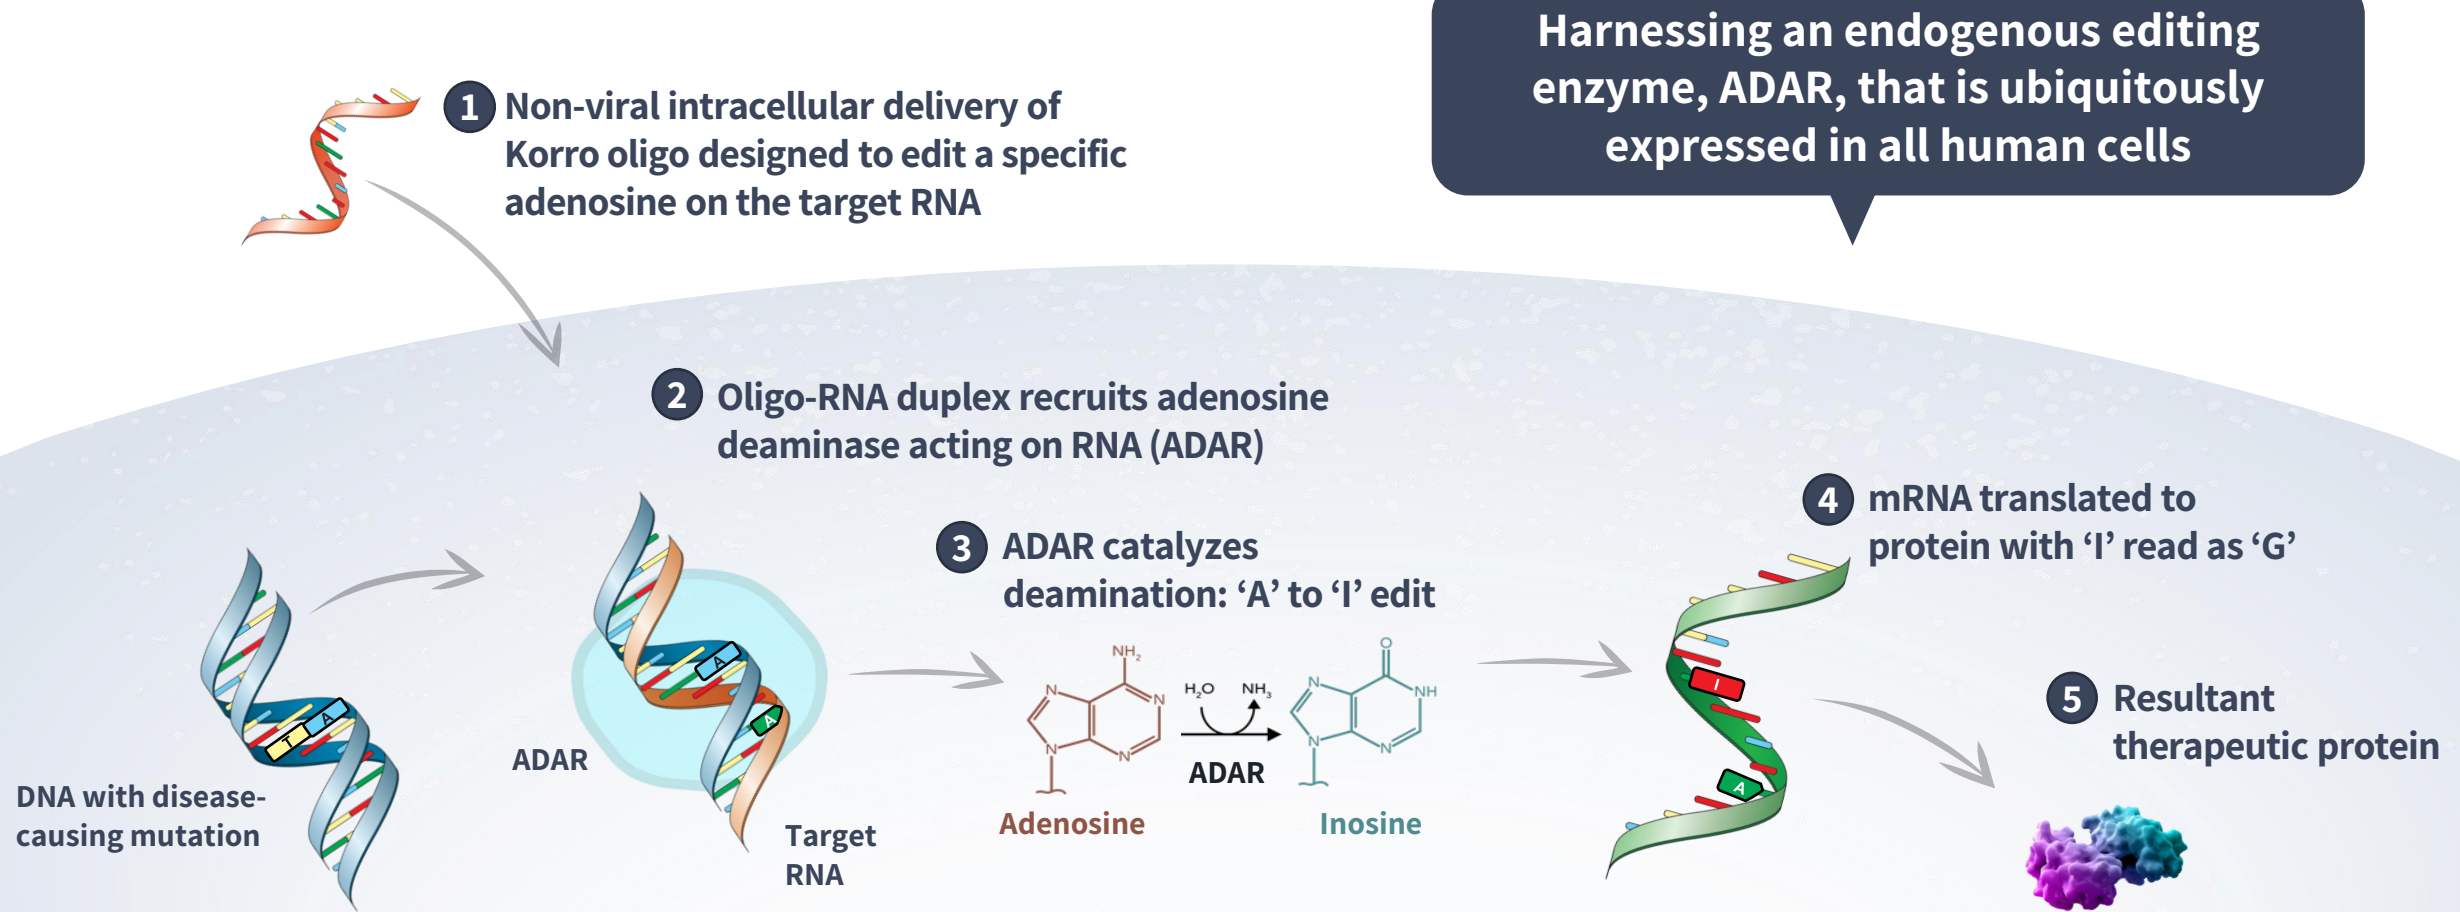 Harnessing an endogenous editing
enzyme, ADAR, that is ubiquitously
expressed in all human cells
1 Non-viral intracellular delivery of
Korro oligo designed to edit a specific
adenosine on the target RNA
2 Oligo-RNA duplex recruits adenosine
deaminase acting on RNA (ADAR)
3 ADAR catalyzes
deamination: ‘A’ to ‘I’ edit
4 mRNA translated to
protein with ‘I’ read as ‘G’
5 Resultant
therapeutic protein
DNA with disease-
causing mutation
T A
ADAR
A
A
Target
RNA
NH₂
N
N
N
N
Adenosine
H₂O NH₃
ADAR
O
N
NH
N
N
Inosine
I
A